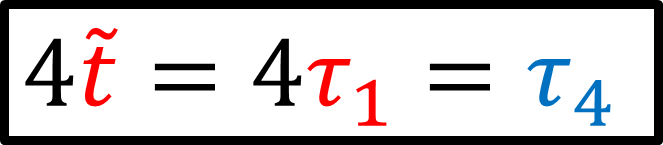 4t̃ = 4τ₁ = τ₄